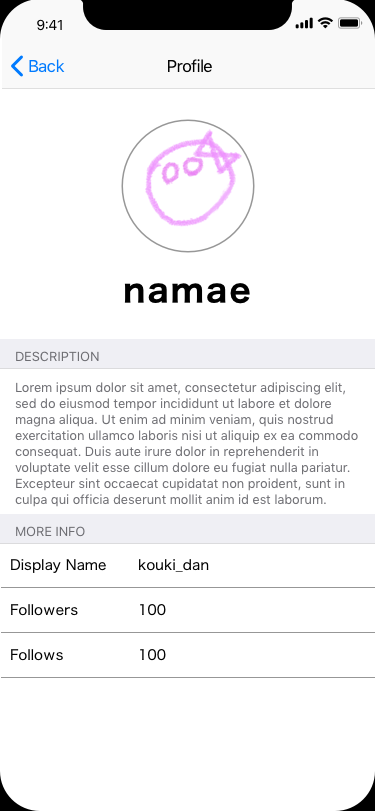 9:41
Back
Profile
namae
DESCRIPTION
Lorem ipsum dolor sit amet, consectetur adipiscing elit,
sed do eiusmod tempor incididunt ut labore et dolore
magna aliqua. Ut enim ad minim veniam, quis nostrud
exercitation ullamco laboris nisi ut aliquip ex ea commodo
consequat. Duis aute irure dolor in reprehenderit in
voluptate velit esse cillum dolore eu fugiat nulla pariatur.
Excepteur sint occaecat cupidatat non proident, sunt in
culpa qui officia deserunt mollit anim id est laborum.
MORE INFO
Display Name kouki_dan
Followers 100
Follows 100